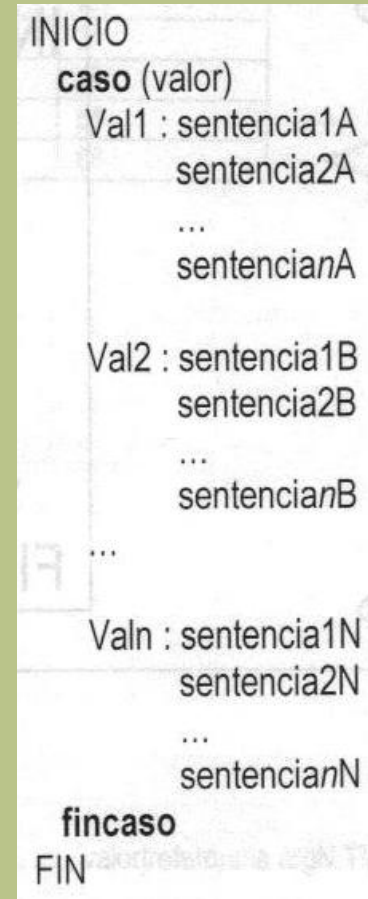 INICIO
caso (valor)
Val1 : sentencia1A
sentencia2A
...
sentencianA
Val2 : sentencia1B
sentencia2B
...
sentencianB
...
Valn : sentencia1N
sentencia2N
...
sentencianN
fincaso
FIN